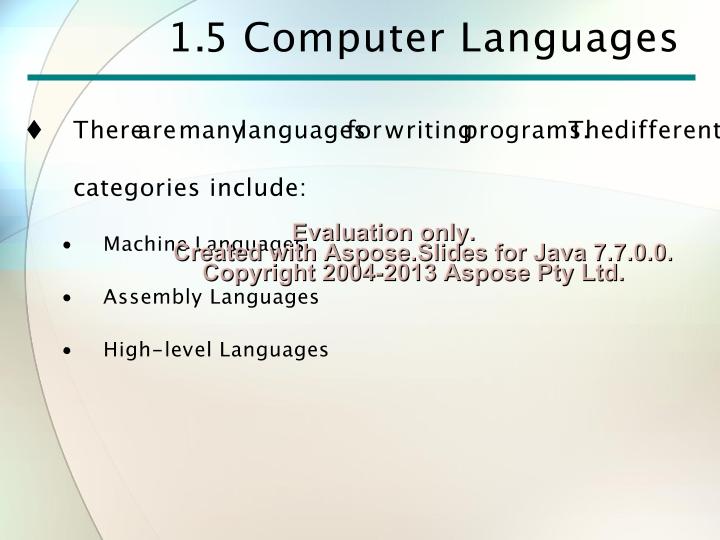 1.5 Computer Languages
There are many languages for writing programs. The different
categories include:
Machine Languages
Evaluation only.
Created with Aspose.Slides for Java 7.7.0.0.
Copyright 2004-2013 Aspose Pty Ltd.
Assembly Languages
High-level Languages